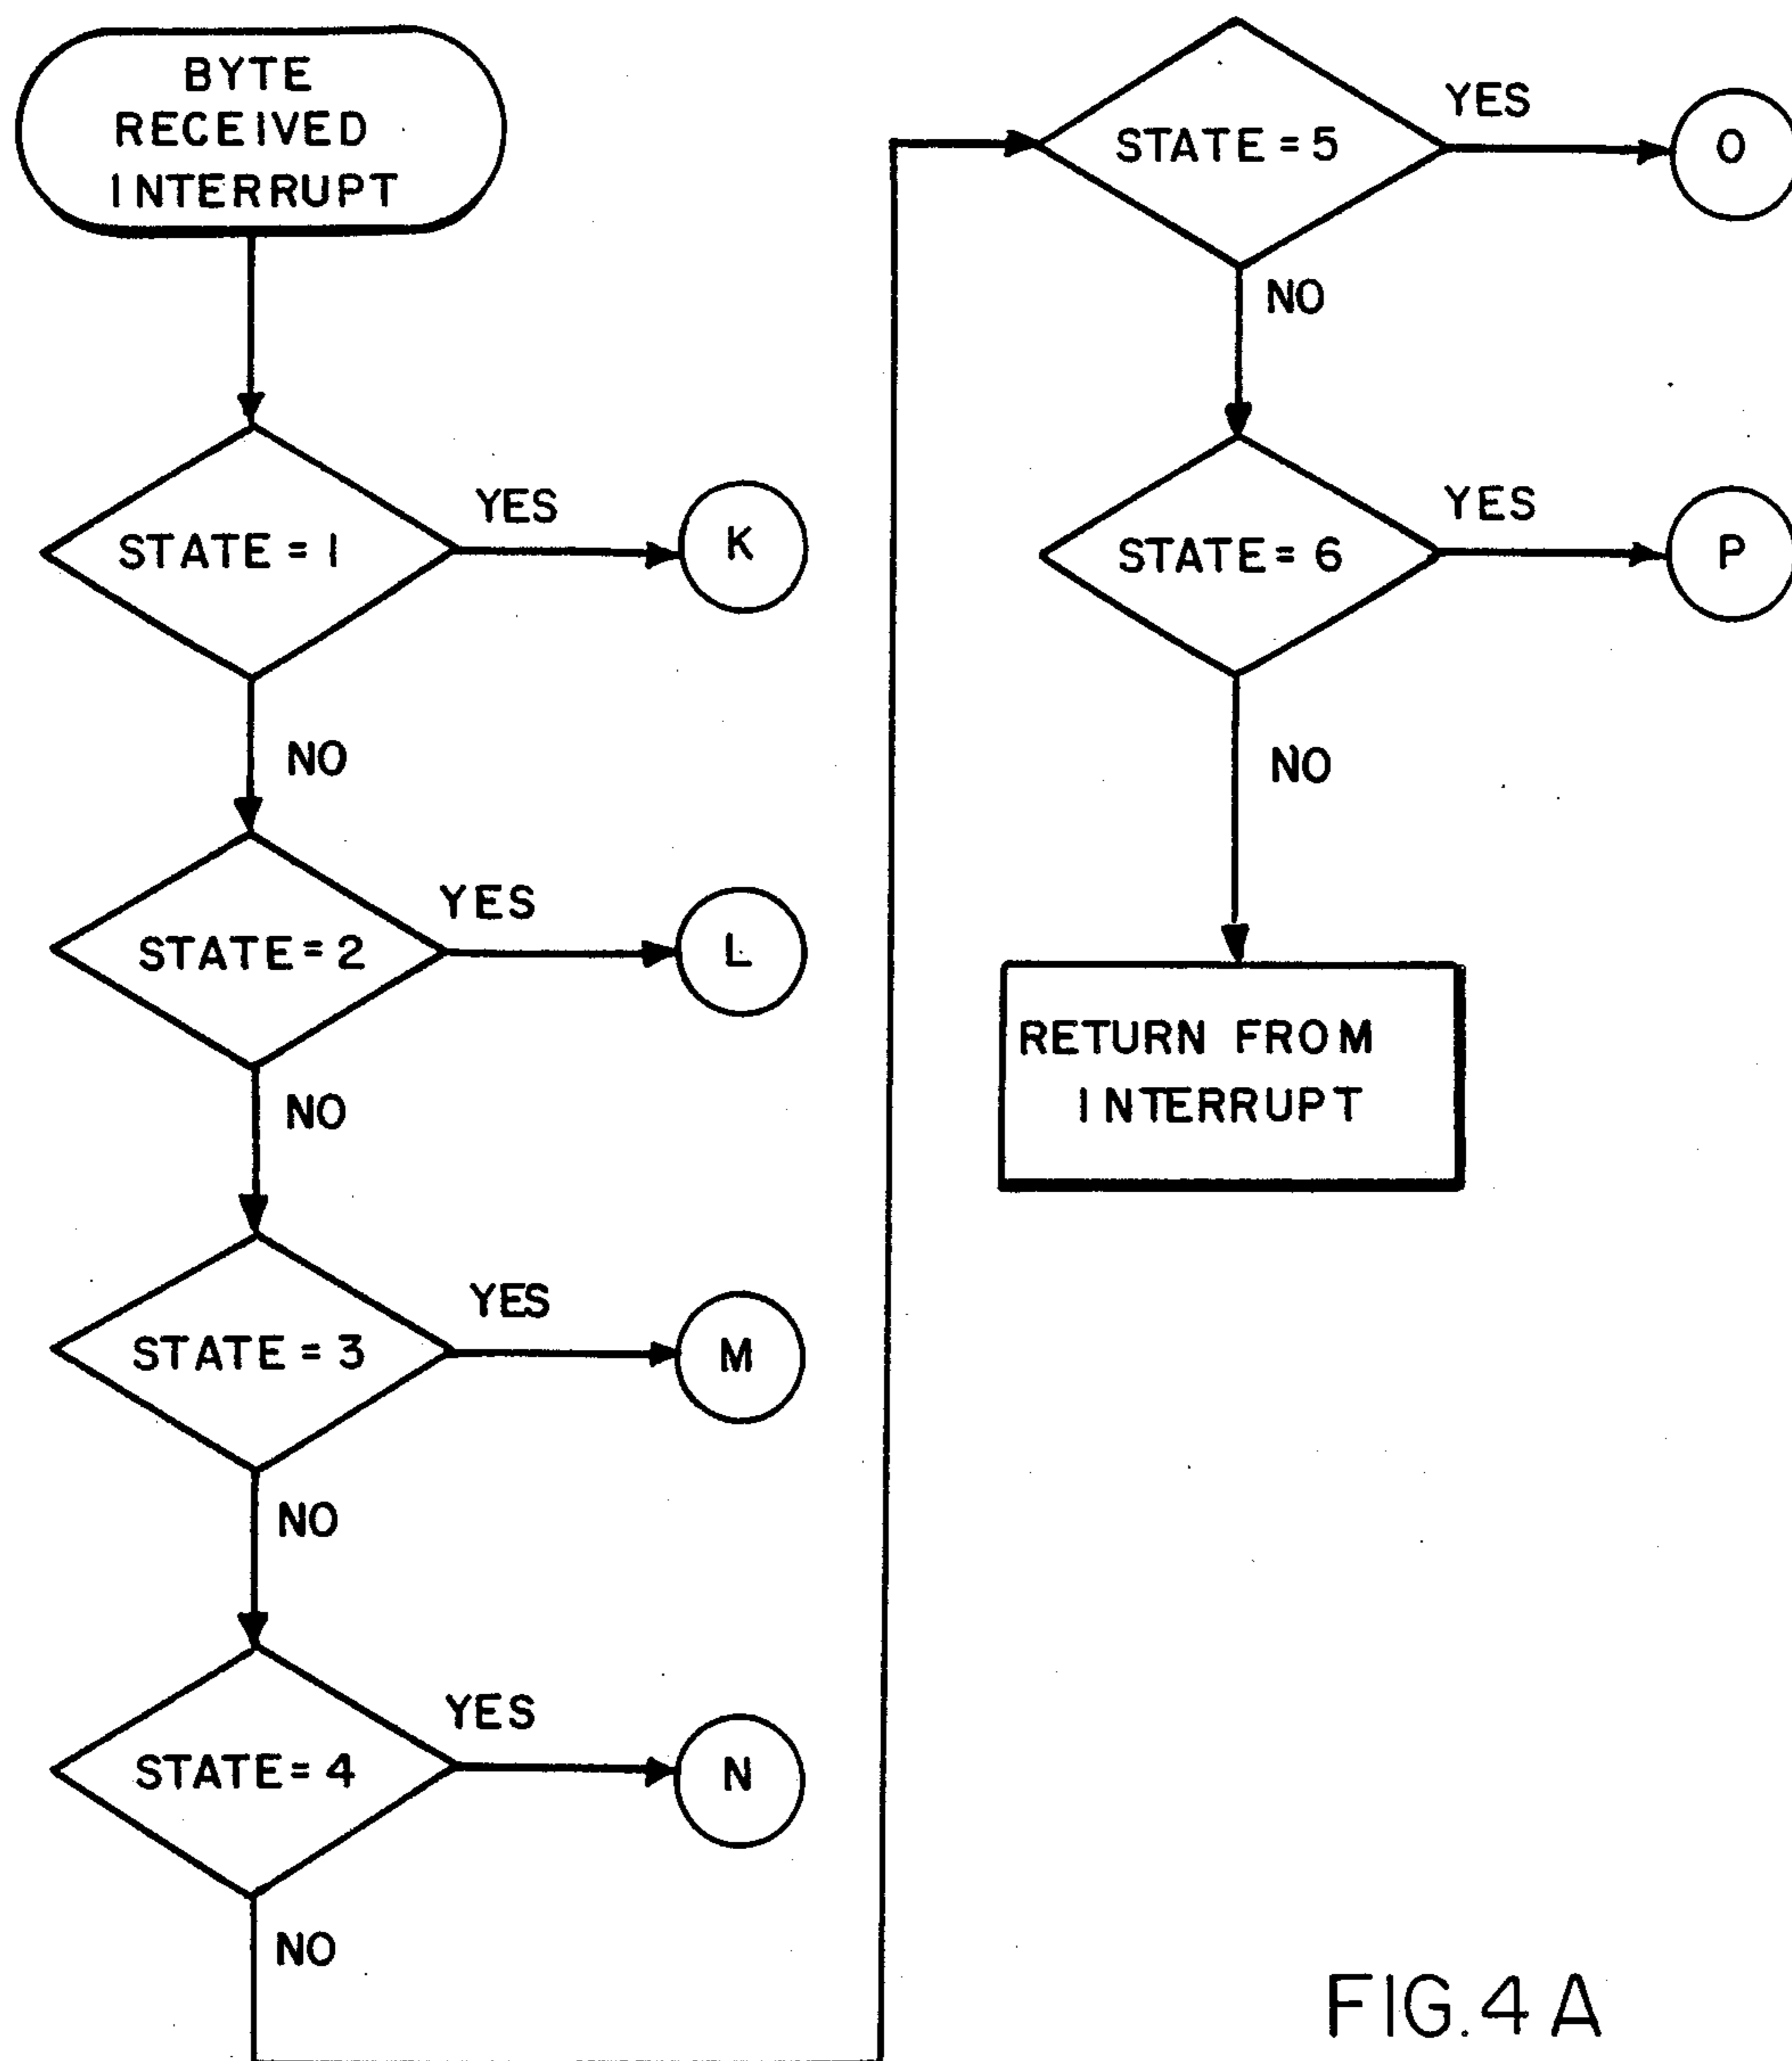 BYTE
RECEIVED
INTERRUPT
STATE = 1
YES
K
NO
STATE = 2
YES
L
NO
STATE = 3
YES
M
NO
STATE = 4
YES
N
NO
STATE = 5
YES
O
NO
STATE = 6
YES
P
NO
RETURN FROM
INTERRUPT
FIG. 4 A